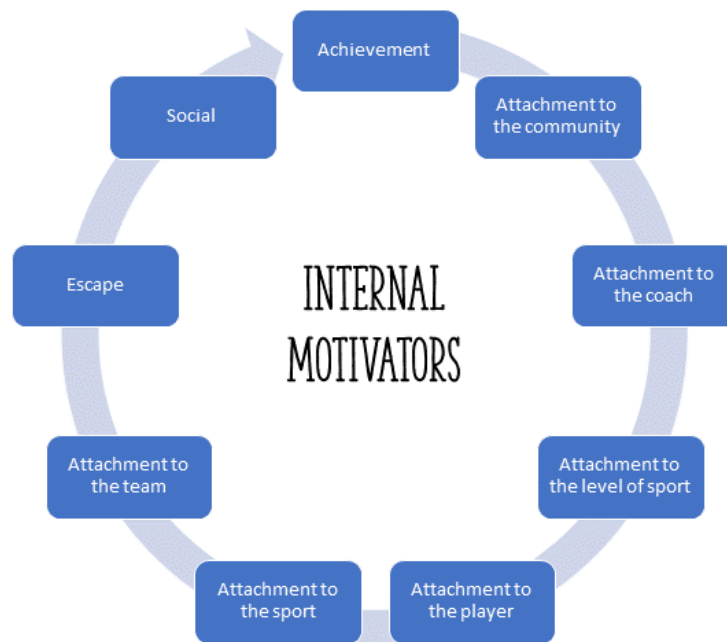 Achievement
Attachment to
the community
Attachment to
the coach
Attachment to
the level of sport
Attachment to
the player
Attachment to
the sport
Attachment to
the team
Escape
Social
INTERNAL
MOTIVATORS